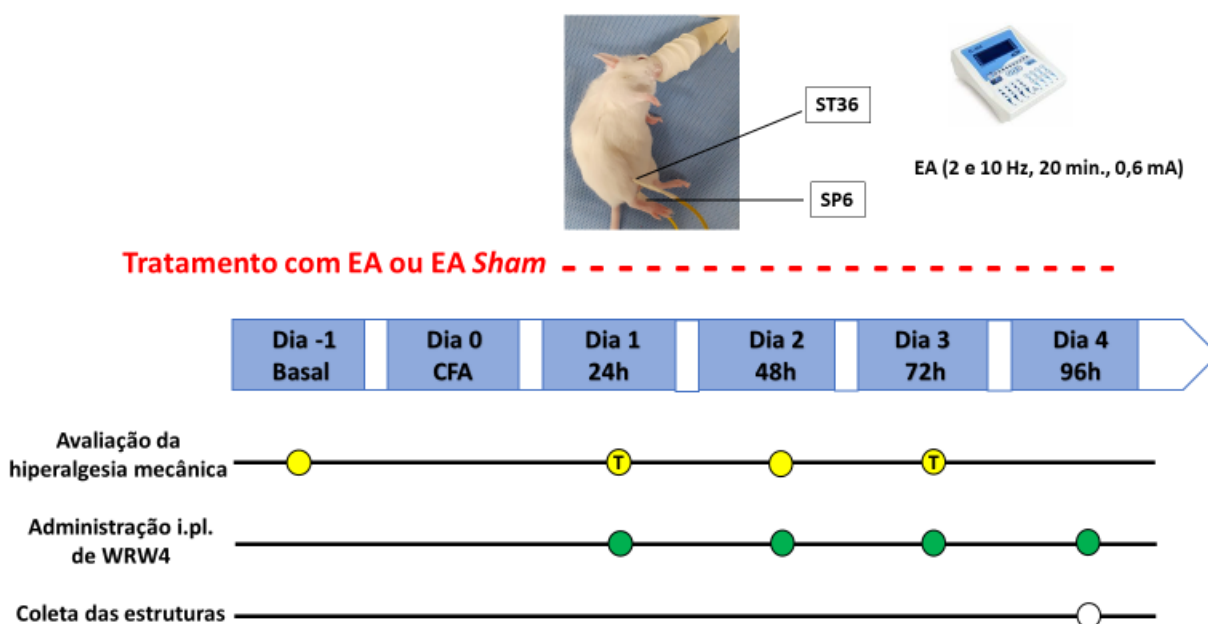 ST36
SP6
EA (2 e 10 Hz, 20 min., 0,6 mA)
Tratamento com EA ou EA Sham
Dia -1
Basal
Dia 0
CFA
Dia 1
24h
Dia 2
48h
Dia 3
72h
Dia 4
96h
Avaliação da
hiperalgesia mecânica
T
T
Administração i.pl.
de WRW4
Coleta das estruturas